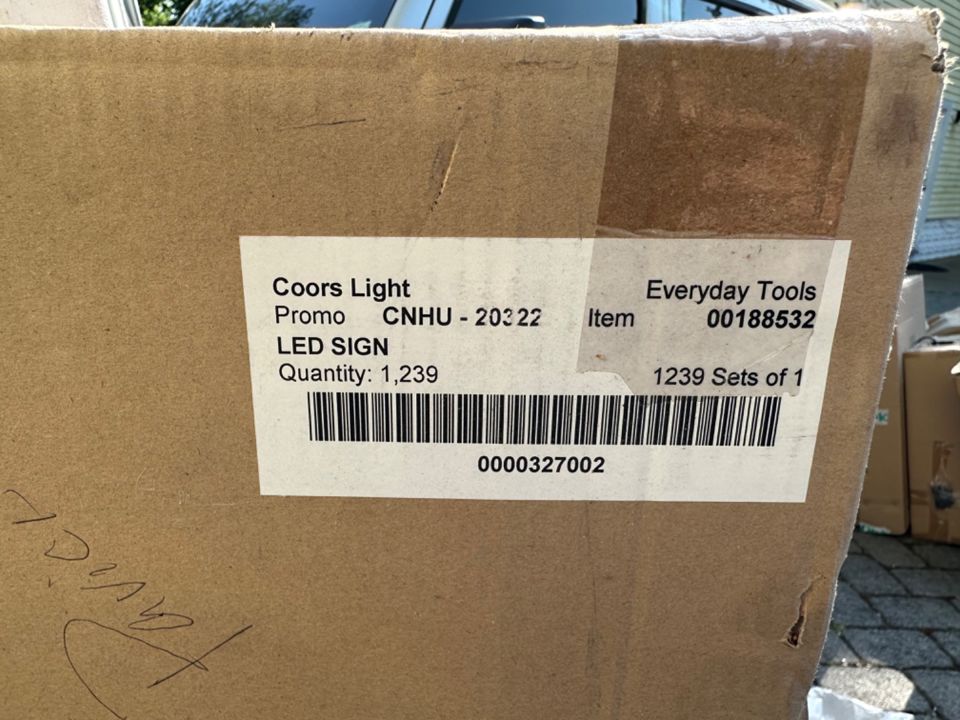 Coors Light Everyday Tools
Promo CNHU - 20322 Item 00188532
LED SIGN
Quantity: 1,239 1239 Sets of 1
0000327002